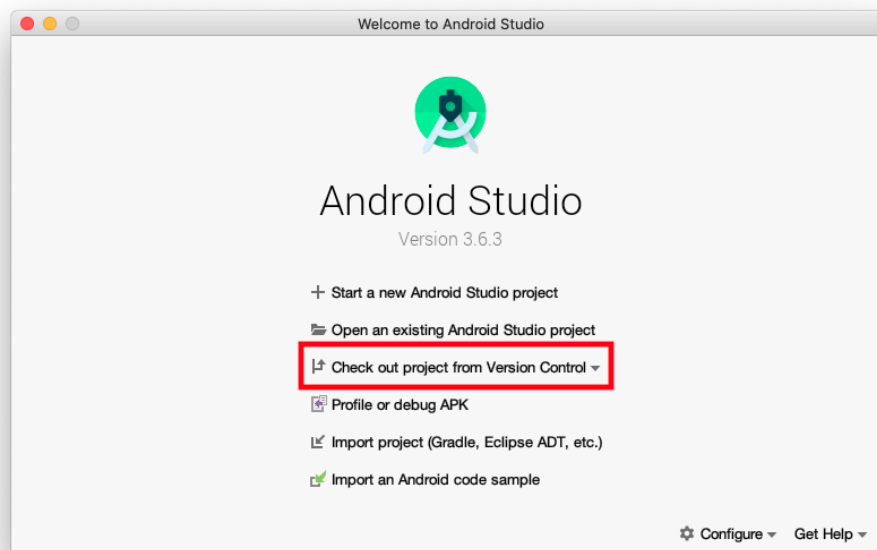 Welcome to Android Studio
Android Studio
Version 3.6.3
Start a new Android Studio project
Open an existing Android Studio project
Check out project from Version Control
Profile or debug APK
Import project (Gradle, Eclipse ADT, etc.)
Import an Android code sample
Configure Get Help